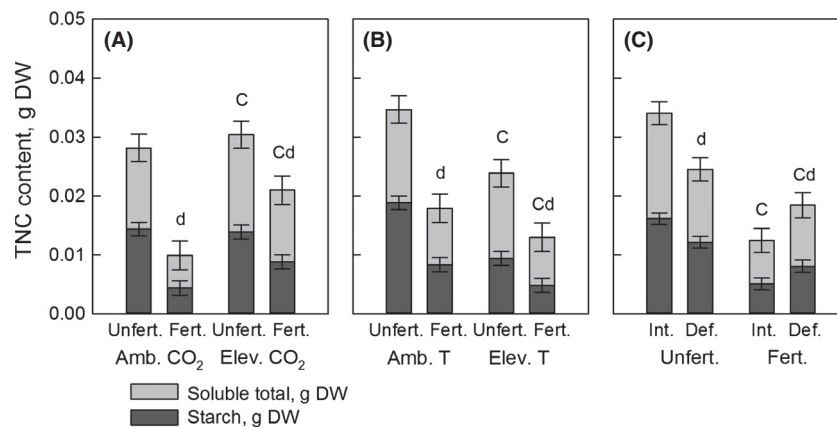 (A) (B) (C)
0.05
0.04
0.03
0.02
0.01
0.00
TNC content, g DW
d C Cd
d C Cd
d C Cd
Unfert. Fert. Unfert. Fert. Unfert. Fert. Unfert. Fert. Int. Def. Int. Def.
Amb. CO₂ Elev. CO₂ Amb. T Elev. T Unfert. Fert.
Soluble total, g DW
Starch, g DW